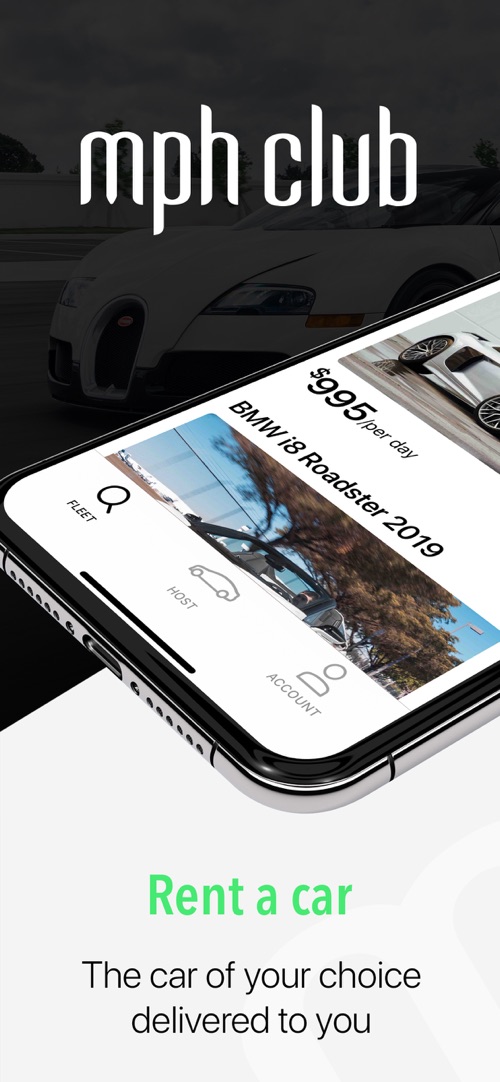 mph club
$995/per day
BMW i8 Roadster 2019
FLEET
HOST
ACCOUNT
Rent a car
The car of your choice
delivered to you